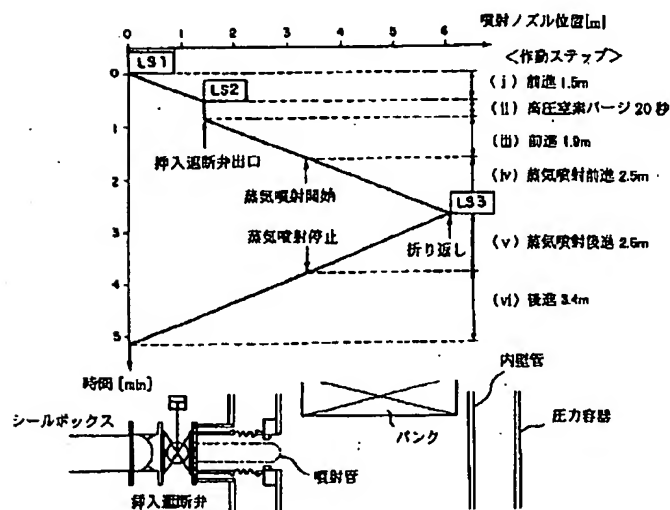 噴射ノズル位置[m]
0 1 2 3 4 5 6
<作動ステップ>
0
LS1
(i) 前進 1.5m
LS2
(ii) 高圧窒素パージ 20 秒
1
(iii) 前進 1.9m
挿入遮断弁出口
2
蒸気噴射開始
(iv) 蒸気噴射前進 2.5m
LS3
3
蒸気噴射停止
折り返し
(v) 蒸気噴射後進 2.5m
4
(vi) 後進 3.4m
5
時間 [min]
内壁管
シールボックス
バンク
圧力容器
噴射管
挿入遮断弁